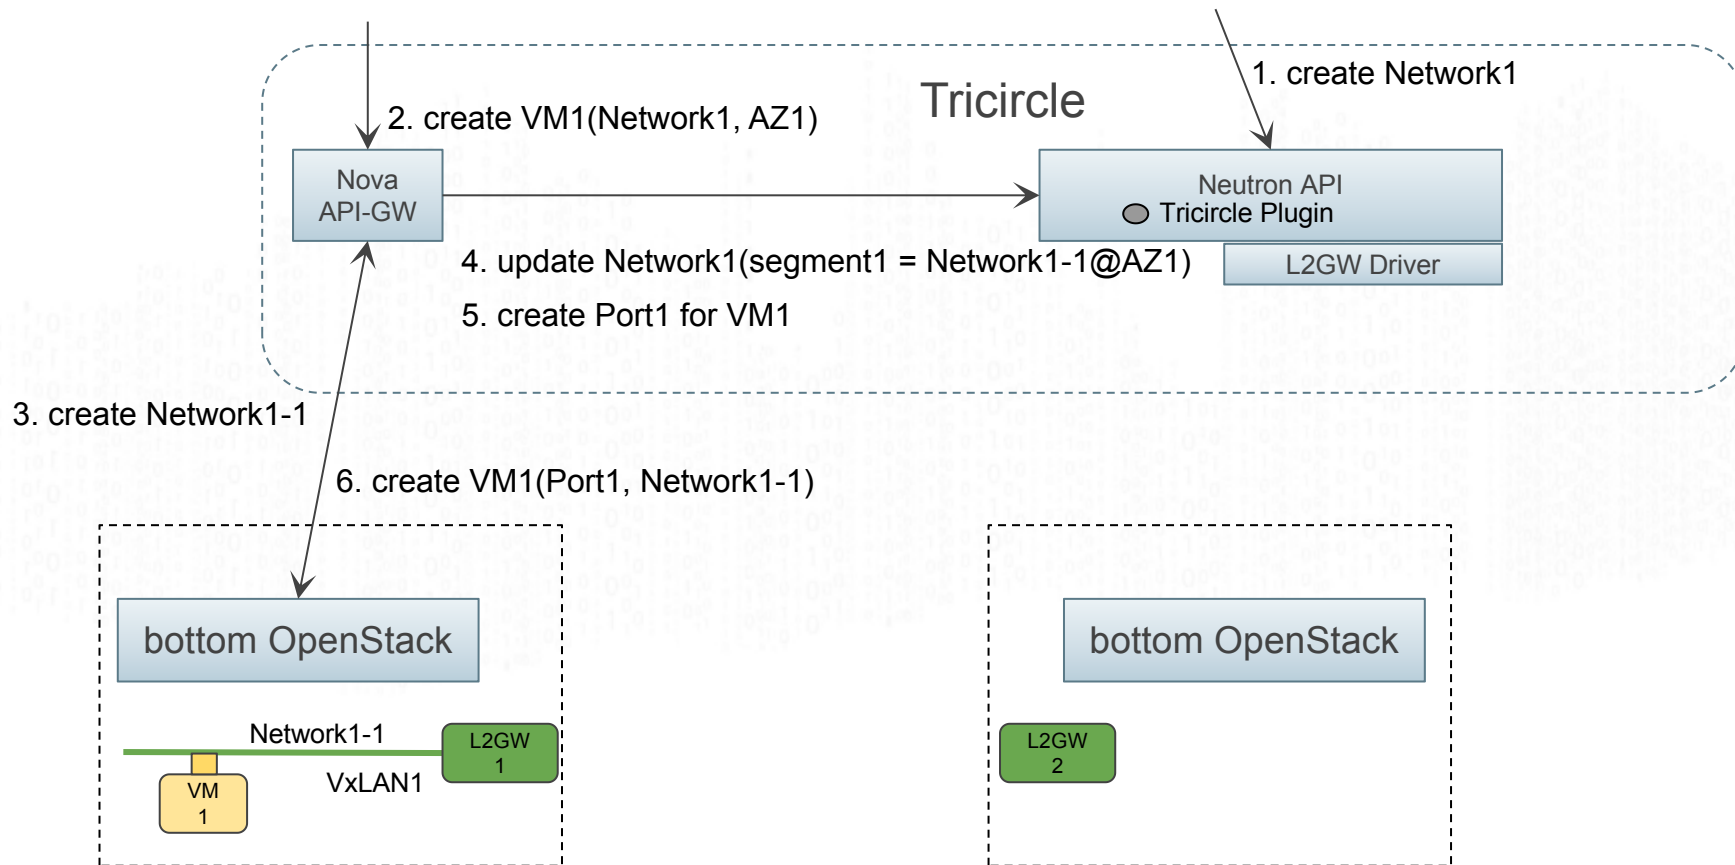 1. create Network1
Tricircle
2. create VM1(Network1, AZ1)
Nova
API-GW
Neutron API
Tricircle Plugin
L2GW Driver
4. update Network1(segment1 = Network1-1@AZ1)
5. create Port1 for VM1
3. create Network1-1
6. create VM1(Port1, Network1-1)
bottom OpenStack
bottom OpenStack
Network1-1
L2GW
1
VxLAN1
VM
1
L2GW
2